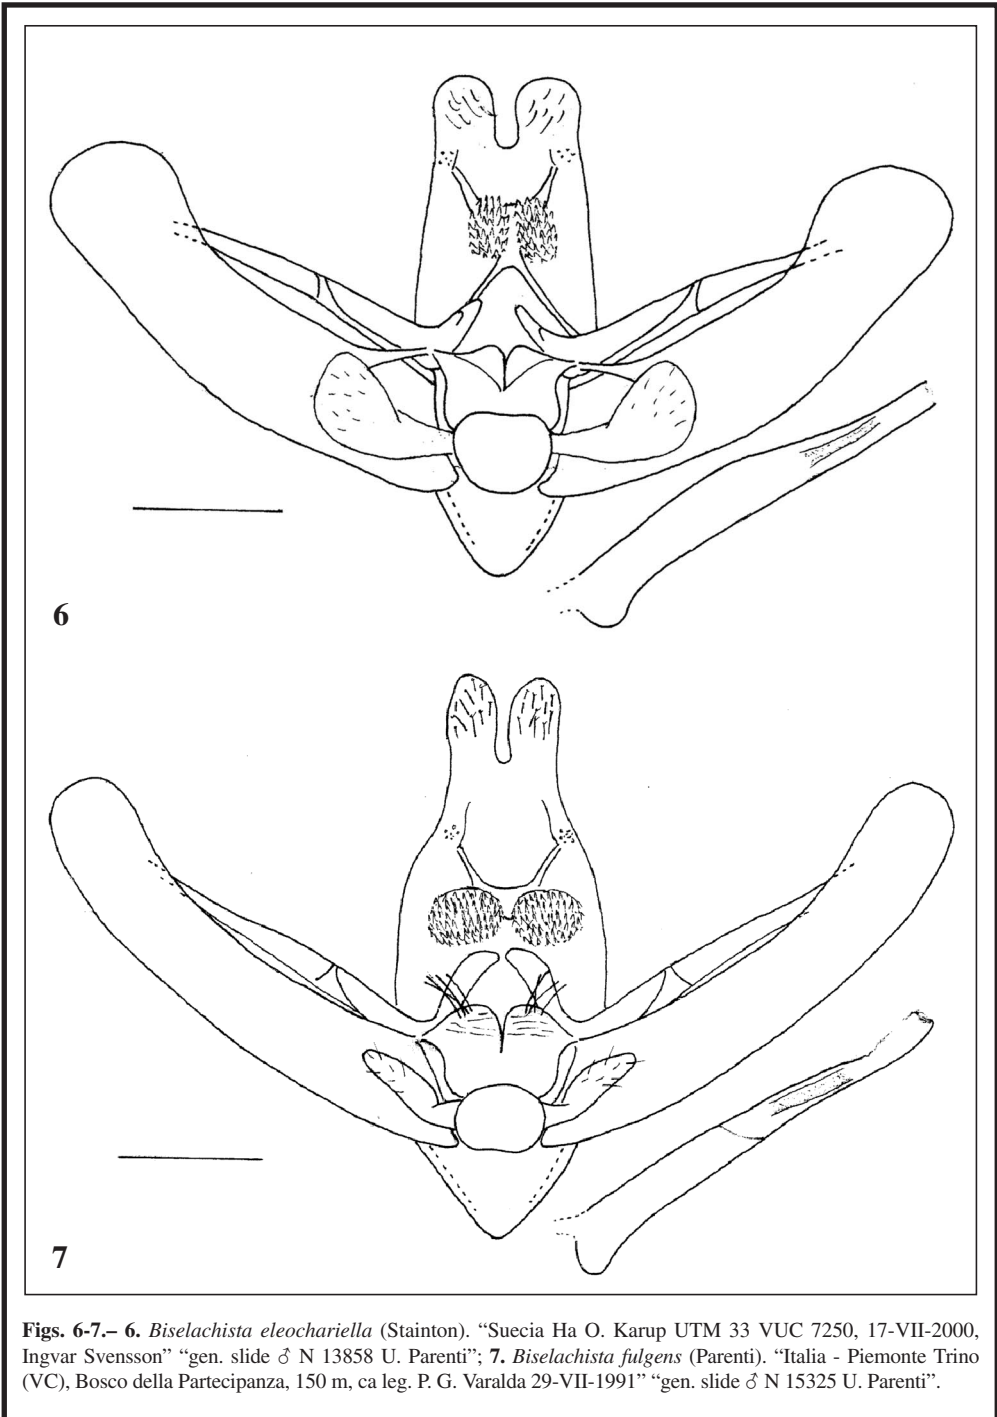 6
7
Figs. 6-7.– 6. Biselachista eleochariella (Stainton). “Suecia Ha O. Karup UTM 33 VUC 7250, 17-VII-2000,
Ingvar Svensson” “gen. slide ♂ N 13858 U. Parenti”; 7. Biselachista fulgens (Parenti). “Italia - Piemonte Trino
(VC), Bosco della Partecipanza, 150 m, ca leg. P. G. Varalda 29-VII-1991” “gen. slide ♂ N 15325 U. Parenti”.